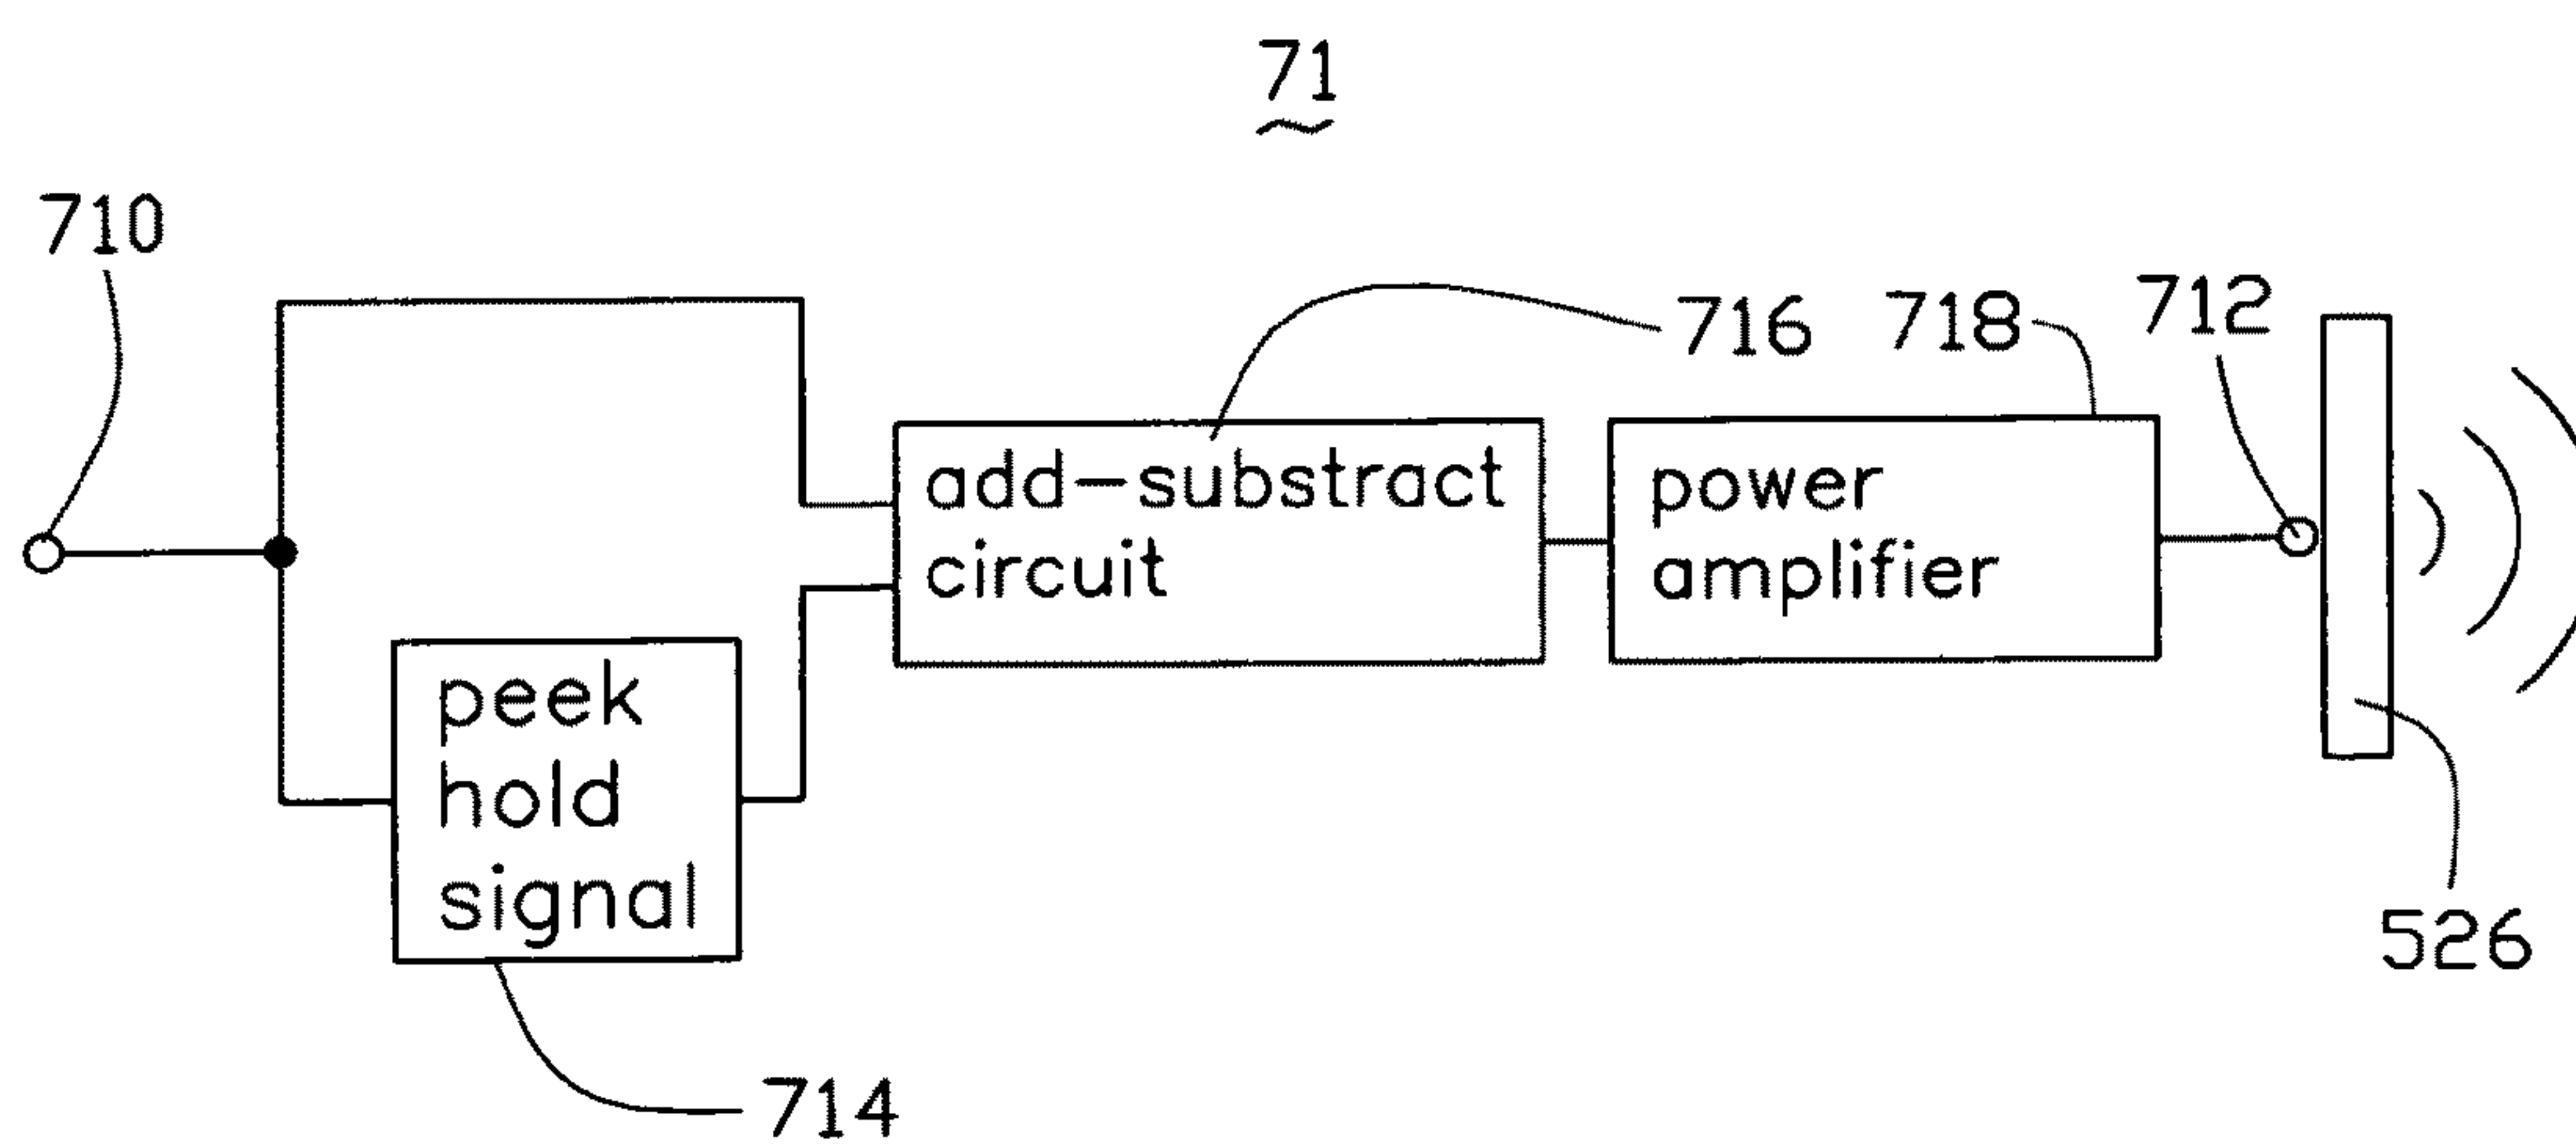 71
710
716
718
712
add-substract
circuit
power
amplifier
peek
hold
signal
526
714